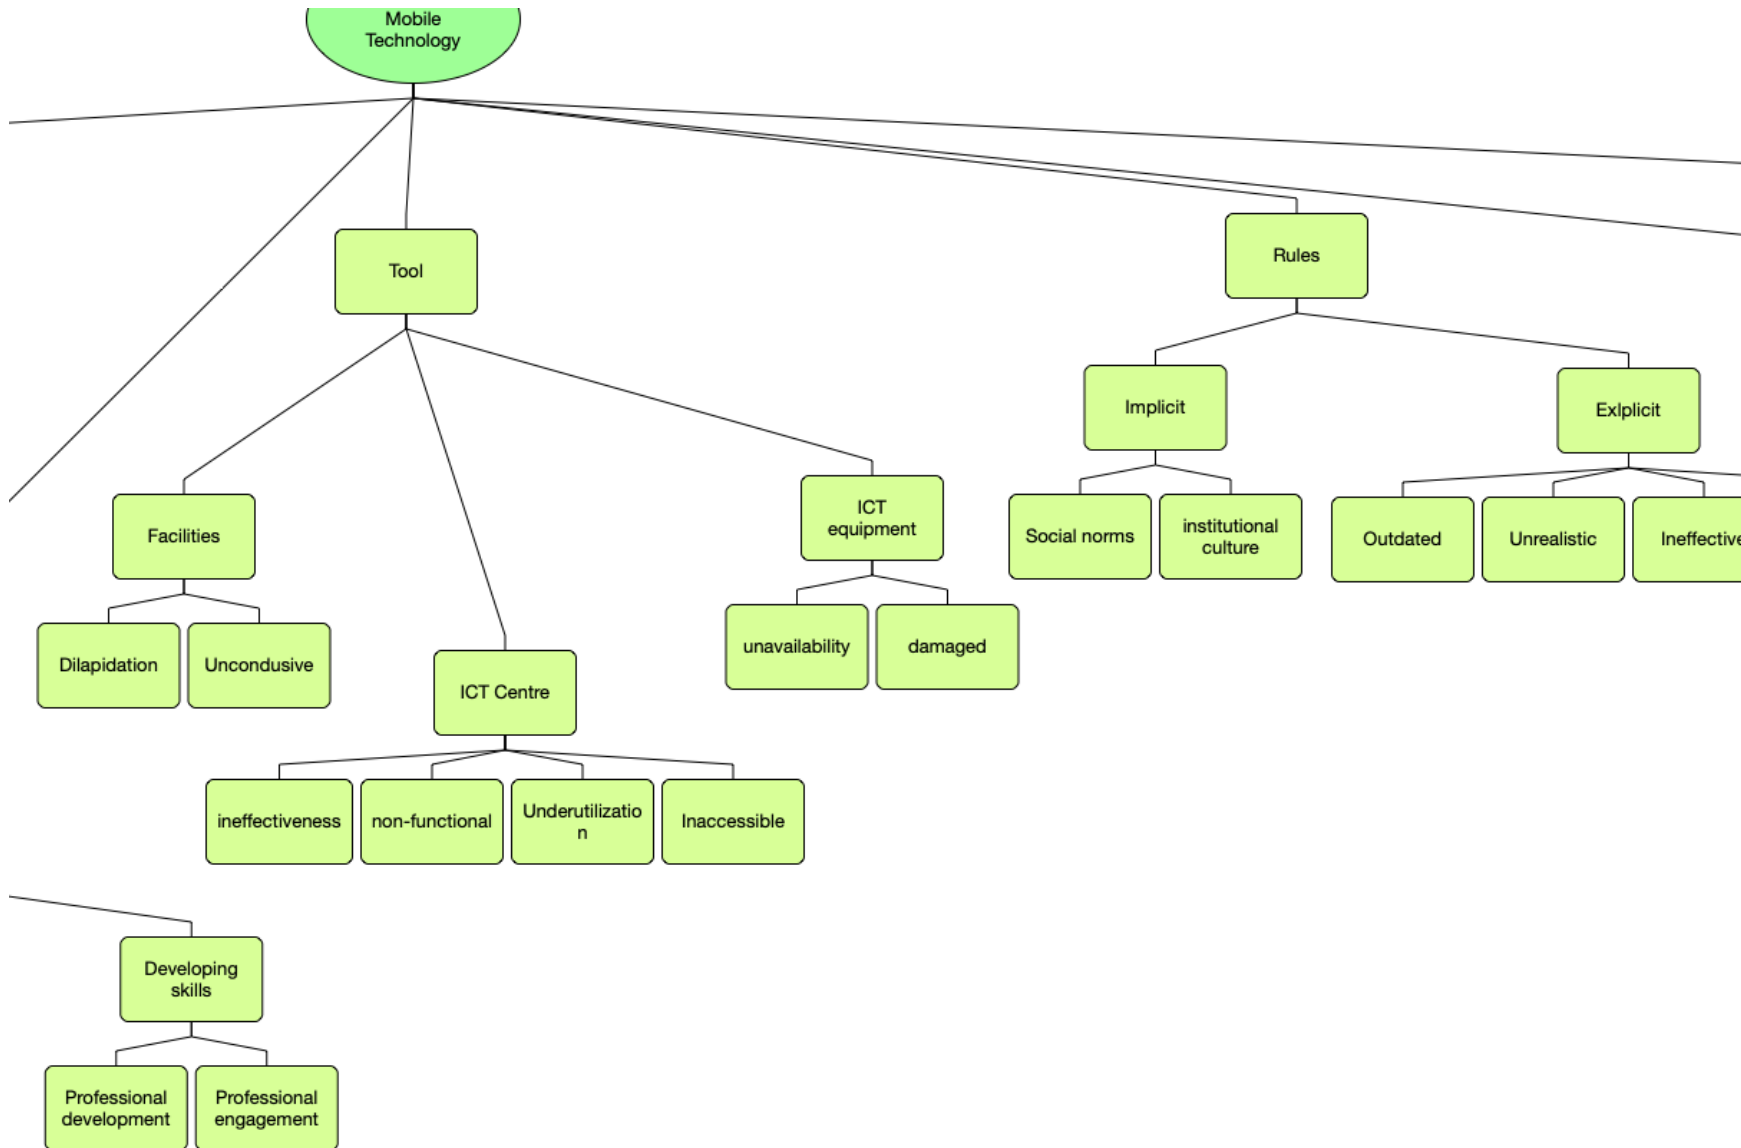 Mobile
Technology
Tool
Rules
Implicit
Exlplicit
Facilities
ICT
equipment
Social norms
institutional
culture
Outdated
Unrealistic
Ineffective
Dilapidation
Uncondusive
unavailability
damaged
ICT Centre
ineffectiveness
non-functional
Underutilizatio
n
Inaccessible
Developing
skills
Professional
development
Professional
engagement